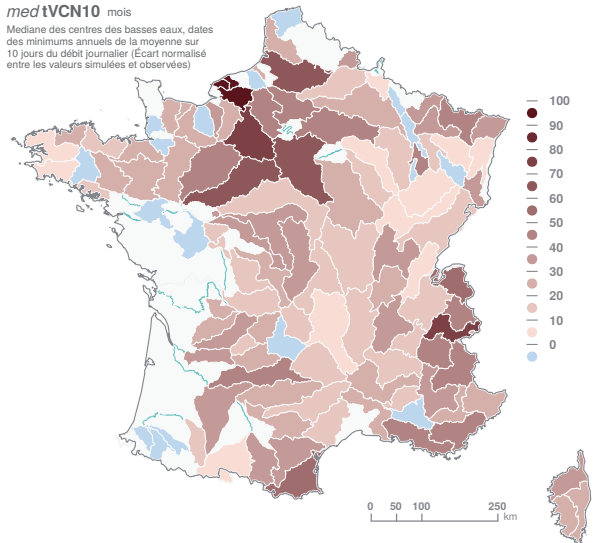 med tVCN10 mois
Mediane des centres des basses eaux, dates
des minimums annuels de la moyenne sur
10 jours du débit journalier (Écart normalisé
entre les valeurs simulées et observées)
100
90
80
70
60
50
40
30
20
10
0
0 50 100 250
km